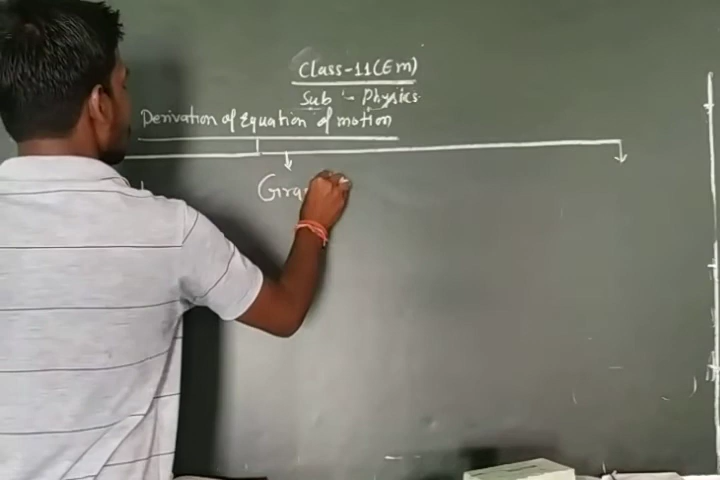 Class-11(Em)
Sub :- Physics.
Derivation of Equation of motion